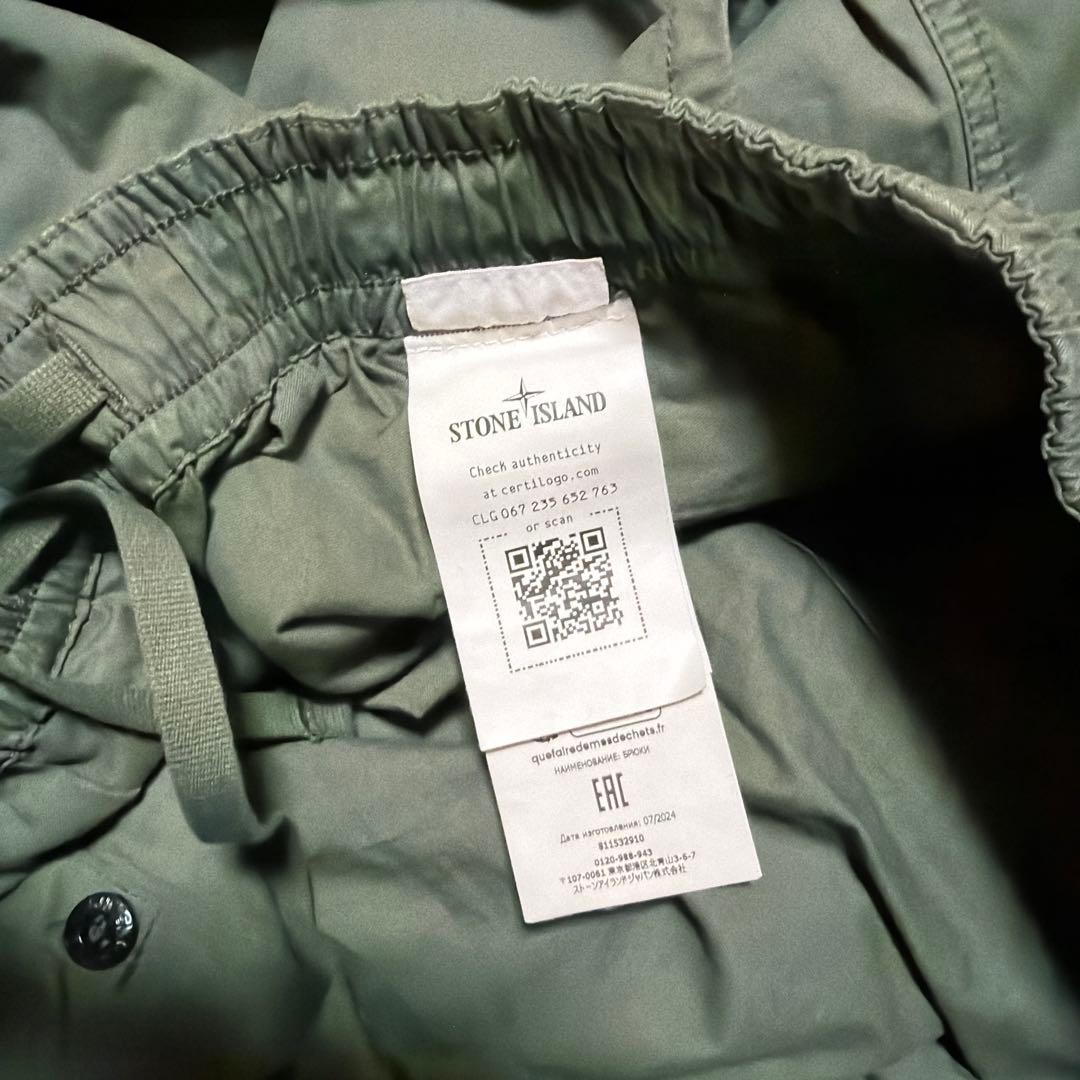 STONE ISLAND
Check authenticity
at certilogo.com
CLG 067 235 652 763
or scan
quefairedemesdechets.fr
НАИМЕНОВАНИЕ: БРЮКИ
EAC
Дата изготовления: 07/2024
811532910
0120-988-943
〒107-0061 東京都港区北青山3-6-7
ストーンアイランドジャパン株式会社